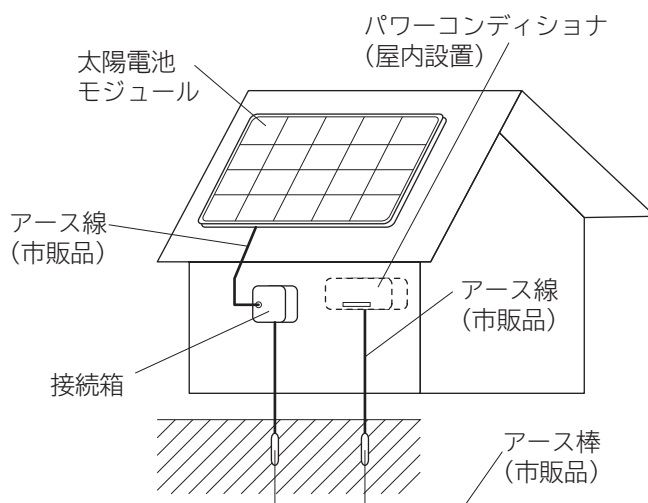 パワーコンディショナ
（屋内設置）
太陽電池
モジュール
アース線
（市販品）
アース線
（市販品）
接続箱
アース棒
（市販品）